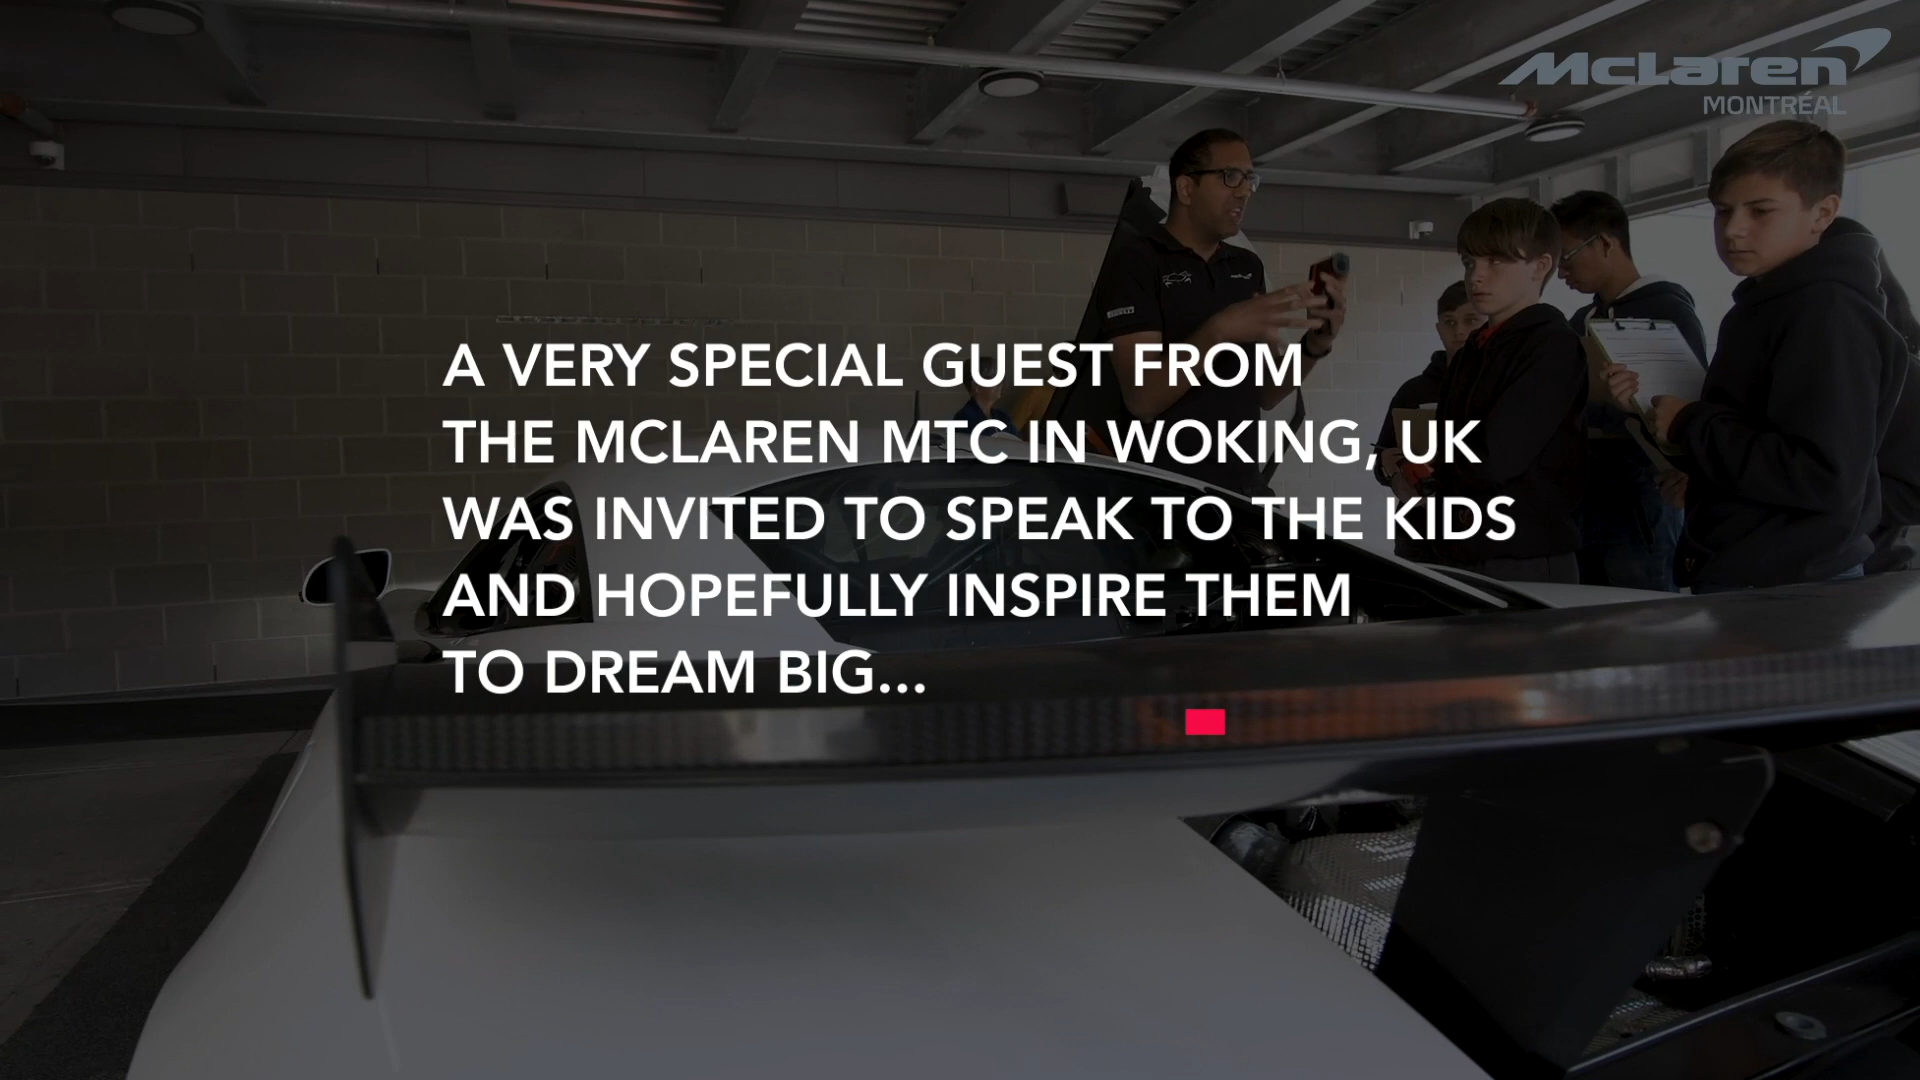 McLaren
MONTRÉAL
A VERY SPECIAL GUEST FROM
THE MCLAREN MTC IN WOKING, UK
WAS INVITED TO SPEAK TO THE KIDS
AND HOPEFULLY INSPIRE THEM
TO DREAM BIG...